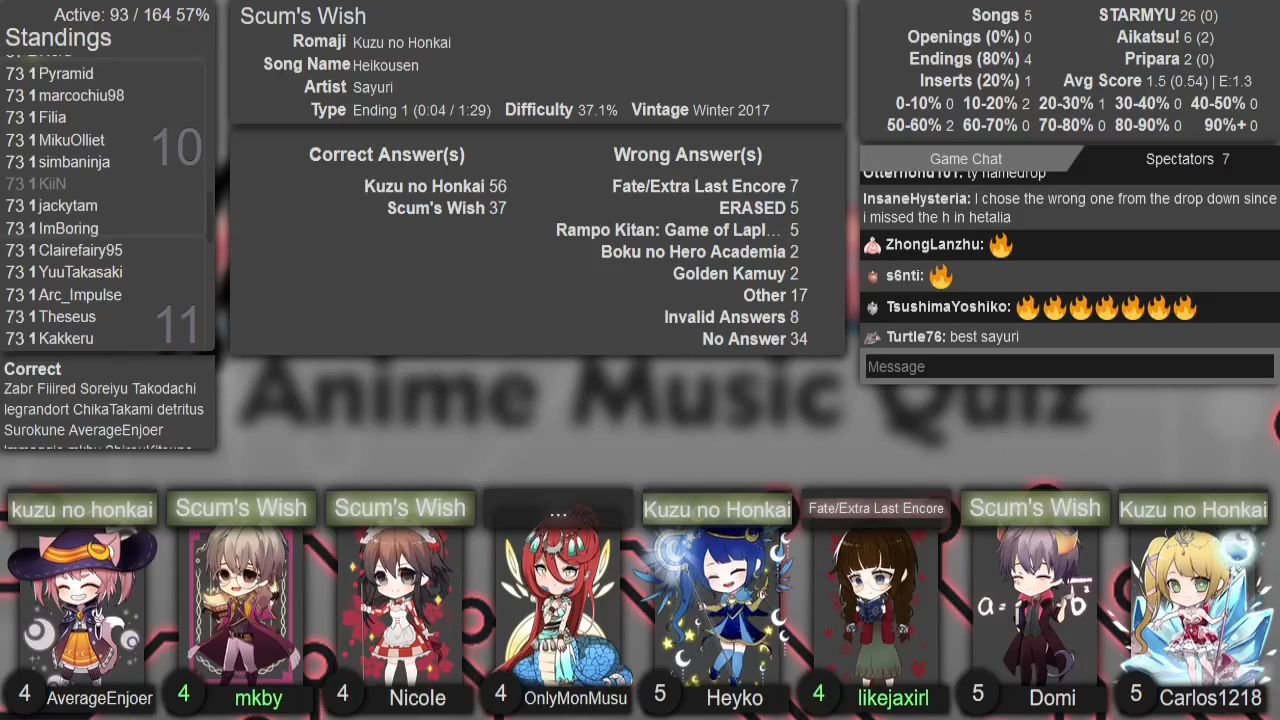 Active: 93 / 164 57%
Standings
73 1 Pyramid
73 1 marcochiu98
73 1 Filia
73 1 MikuOlliet
73 1 simbaninja
10
73 1 KiiN
73 1 jackytam
73 1 ImBoring
73 1 Clairefairy95
73 1 YuuTakasaki
73 1 Arc_Impulse
73 1 Theseus
11
73 1 Kakkeru
Correct
Zabr Fiiired Soreiyu Takodachi
legrandort ChikaTakami detritus
Surokune AverageEnjoer
Scum's Wish
Romaji Kuzu no Honkai
Song Name Heikousen
Artist Sayuri
Type Ending 1 (0:04 / 1:29) Difficulty 37.1% Vintage Winter 2017
Correct Answer(s)
Kuzu no Honkai 56
Scum's Wish 37
Wrong Answer(s)
Fate/Extra Last Encore 7
ERASED 5
Rampo Kitan: Game of Lapl... 5
Boku no Hero Academia 2
Golden Kamuy 2
Other 17
Invalid Answers 8
No Answer 34
Songs 5
Openings (0%) 0
Endings (80%) 4
Inserts (20%) 1
STARMYU 26 (0)
Aikatsu! 6 (2)
Pripara 2 (0)
Avg Score 1.5 (0.54) | E:1.3
0-10% 0 10-20% 2 20-30% 1 30-40% 0 40-50% 0
50-60% 2 60-70% 0 70-80% 0 80-90% 0 90%+ 0
Game Chat
Spectators 7
ty namedrop
InsaneHysteria: I chose the wrong one from the drop down since
i missed the h in hetalia
ZhongLanzhu: 🔥
s6nti: 🔥
TsushimaYoshiko: 🔥🔥🔥🔥🔥🔥🔥
Turtle76: best sayuri
Message
Anime Music Quiz
kuzu no honkai
Scum's Wish
Scum's Wish
...
Kuzu no Honkai
Fate/Extra Last Encore
Scum's Wish
Kuzu no Honkai
a= b²
4 AverageEnjoer
4 mkby
4 Nicole
4 OnlyMonMusu
5 Heyko
4 likejaxirl
5 Domi
5 Carlos1218